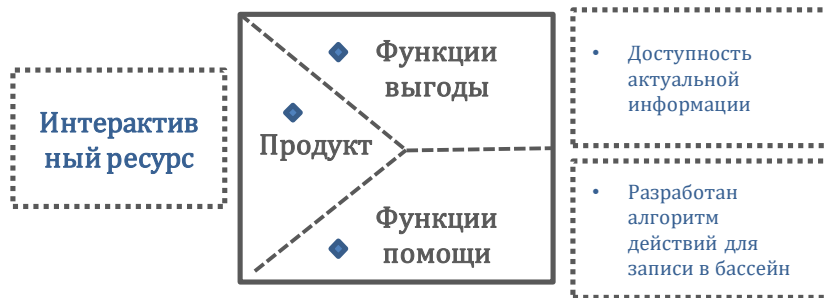 Интерактив
ный ресурс
Функции
выгоды
Продукт
Функции
помощи
• Доступность
актуальной
информации
• Разработан
алгоритм
действий для
записи в бассейн